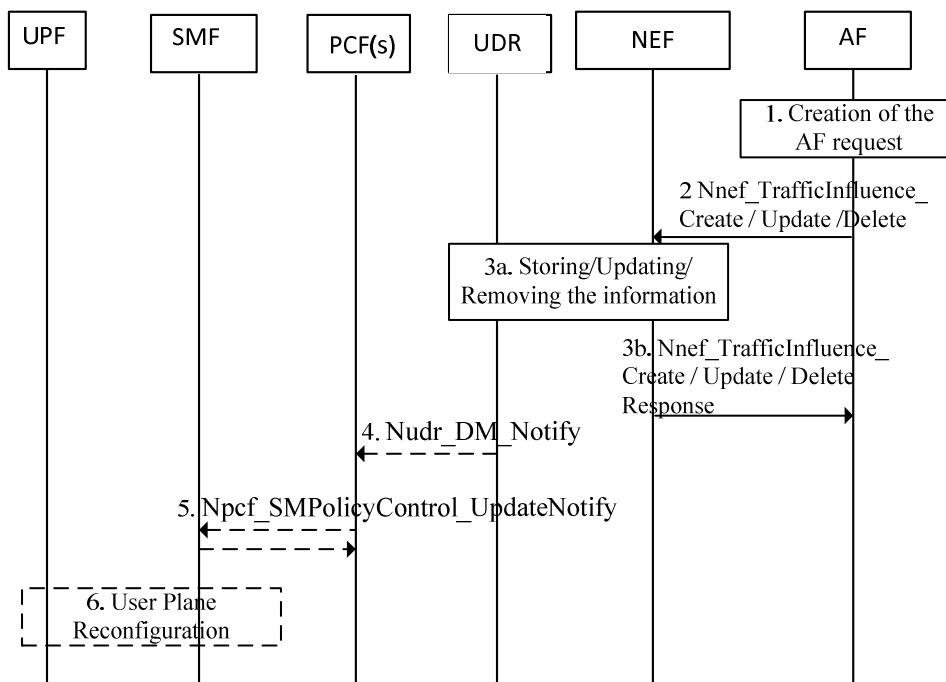 UPF
SMF
PCF(s)
UDR
NEF
AF
1. Creation of the
AF request
2 Nnef_TrafficInfluence_
Create / Update /Delete
3a. Storing/Updating/
Removing the information
3b. Nnef_TrafficInfluence_
Create / Update / Delete
Response
4. Nudr_DM_Notify
5. Npcf_SMPolicyControl_UpdateNotify
6. User Plane
Reconfiguration